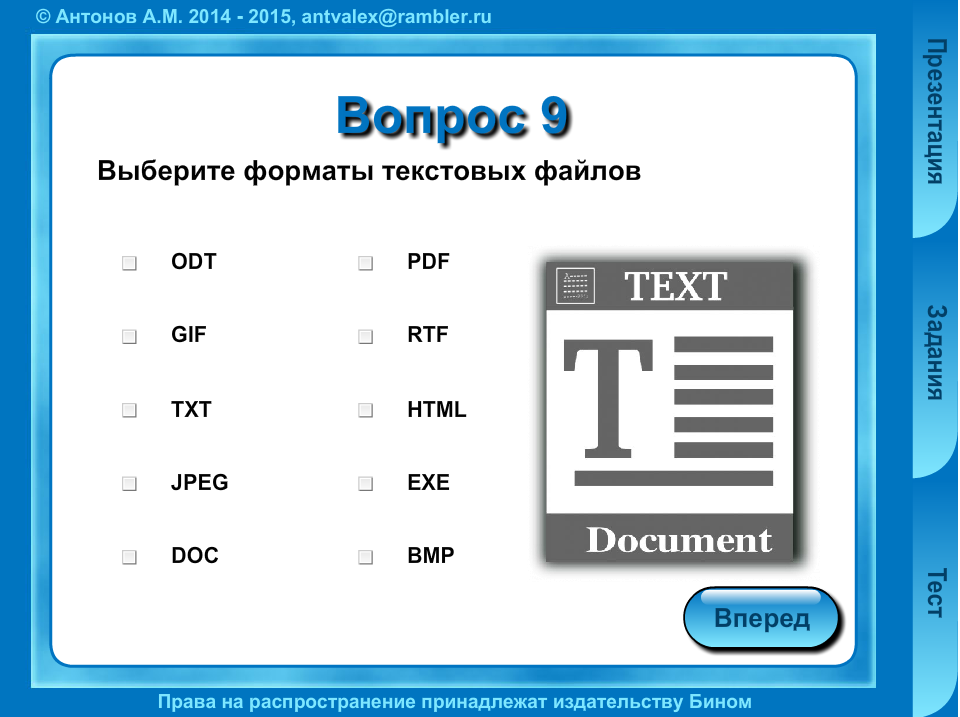 © Антонов А.М. 2014 - 2015, antvalex@rambler.ru
Вопрос 9
Выберите форматы текстовых файлов
ODT
GIF
TXT
JPEG
DOC
PDF
RTF
HTML
EXE
BMP
TEXT
T
Document
Вперед
Презентация
Задания
Тест
Права на распространение принадлежат издательству Бином